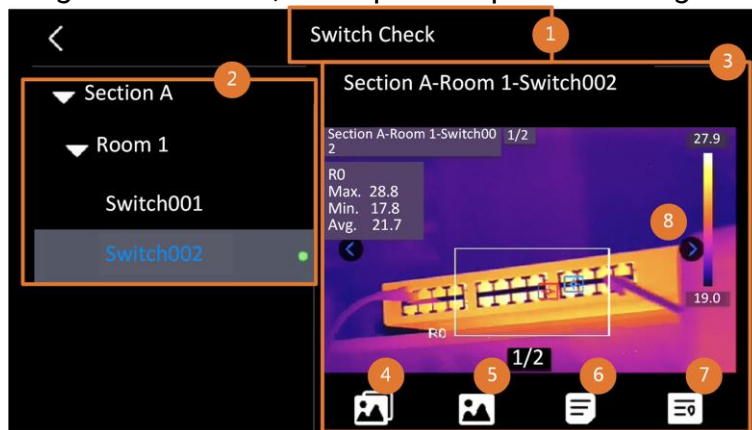 Switch Check
1
2
3
Section A
Room 1
Switch001
Switch002
Section A-Room 1-Switch002
Section A-Room 1-Switch00
2
1/2
27.9
R0
Max. 28.8
Min. 17.8
Avg. 21.7
8
19.0
R0
1/2
4
5
6
7